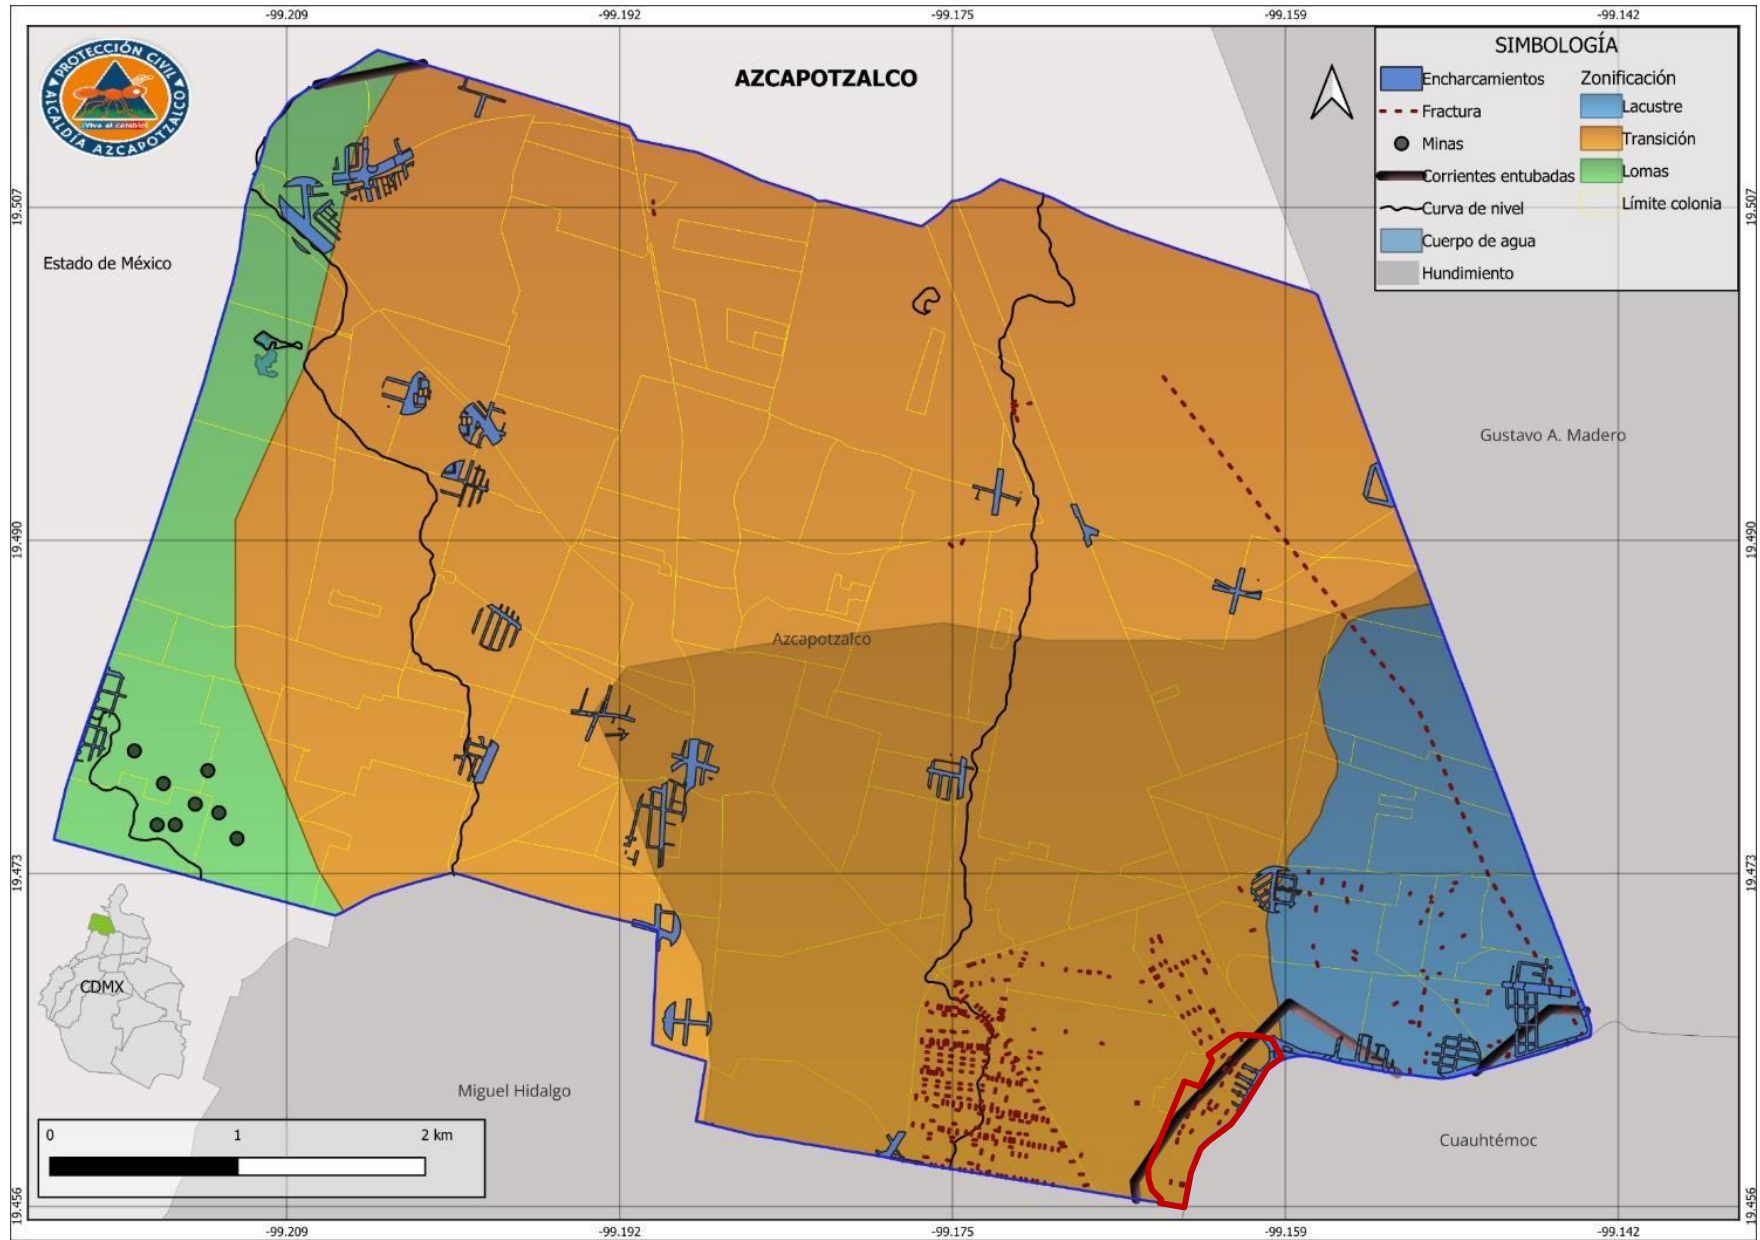 -99.209
-99.192
-99.175
-99.159
-99.142
PROTECCIÓN CIVIL
¡Viva el cambio!
ALCALDÍA AZCAPOTZALCO
AZCAPOTZALCO
SIMBOLOGÍA
Encharcamientos
Fractura
Minas
Corrientes entubadas
Curva de nivel
Cuerpo de agua
Hundimiento
Zonificación
Lacustre
Transición
Lomas
Límite colonia
19.507
19.507
Estado de México
Gustavo A. Madero
19.490
19.490
Azcapotzalco
19.473
19.473
CDMX
Miguel Hidalgo
Cuauhtémoc
0
1
2 km
19.456
19.456
-99.209
-99.192
-99.175
-99.159
-99.142